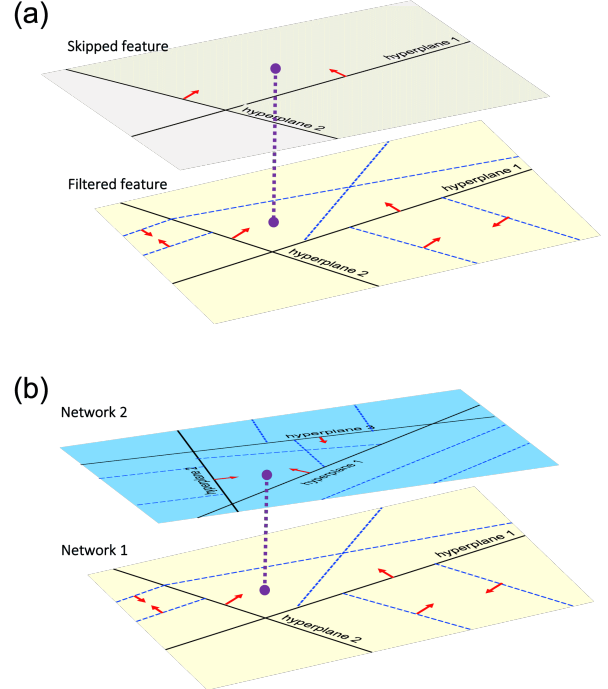 (a)
Skipped feature
hyperplane 1
hyperplane 2
Filtered feature
hyperplane 1
hyperplane 2
(b)
Network 2
hyperplane
hyperplane 1
Network 1
hyperplane 1
hyperplane 2